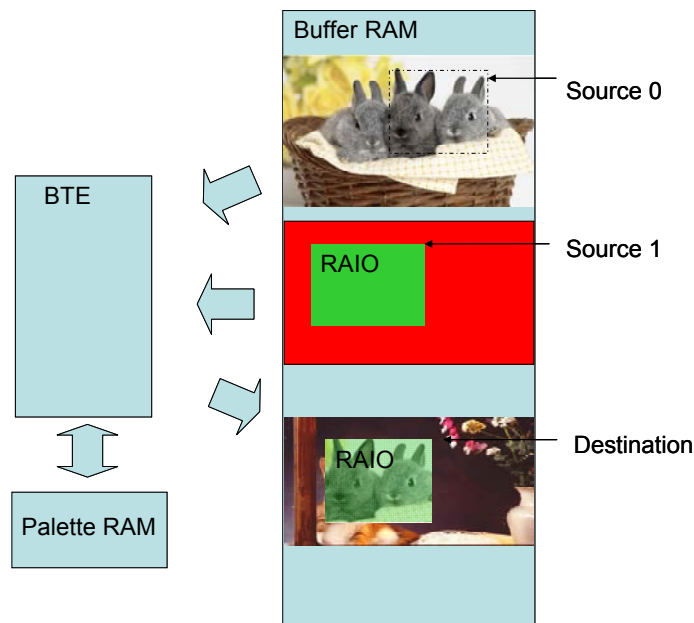 Buffer RAM
Source 0
BTE
Source 1
RAIO
Destination
RAIO
Palette RAM